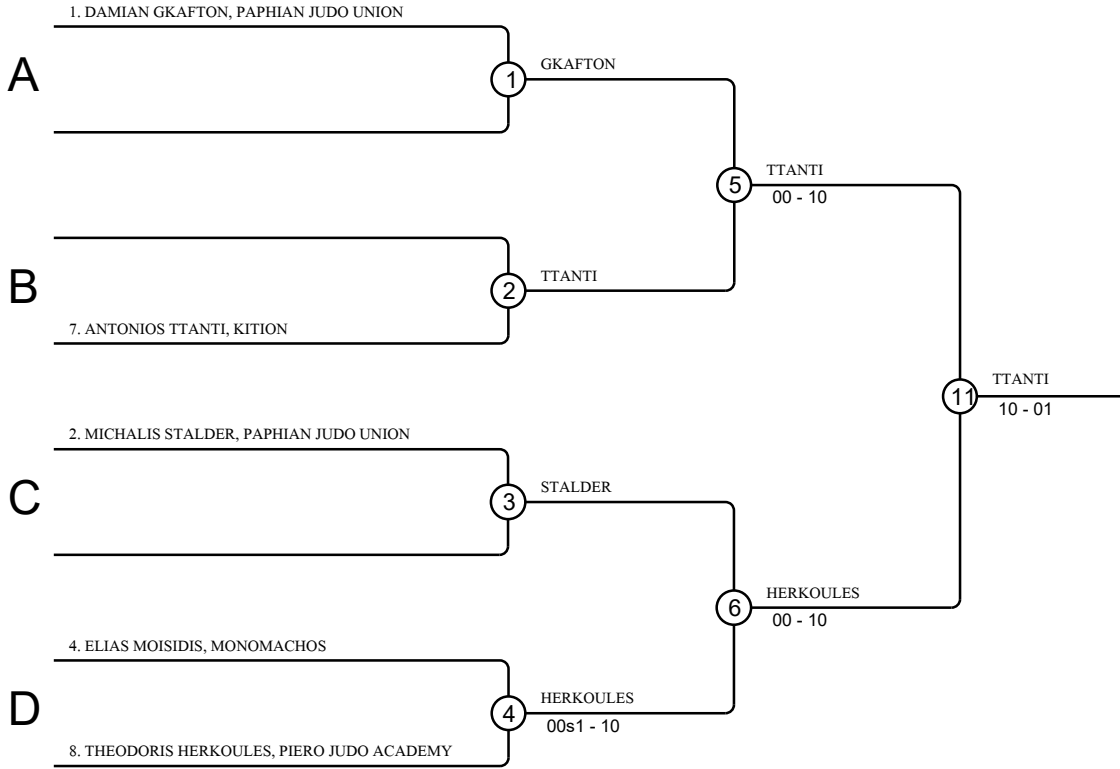 1. DAMIAN GKAFTON, PAPHIAN JUDO UNION
A
1
GKAFTON
5
TTANTI
00 - 10
B
2
TTANTI
7. ANTONIOS TTANTI, KITION
11
TTANTI
10 - 01
2. MICHALIS STALDER, PAPHIAN JUDO UNION
C
3
STALDER
6
HERKOULES
00 - 10
4. ELIAS MOISIDIS, MONOMACHOS
D
4
HERKOULES
00s1 - 10
8. THEODORIS HERKOULES, PIERO JUDO ACADEMY